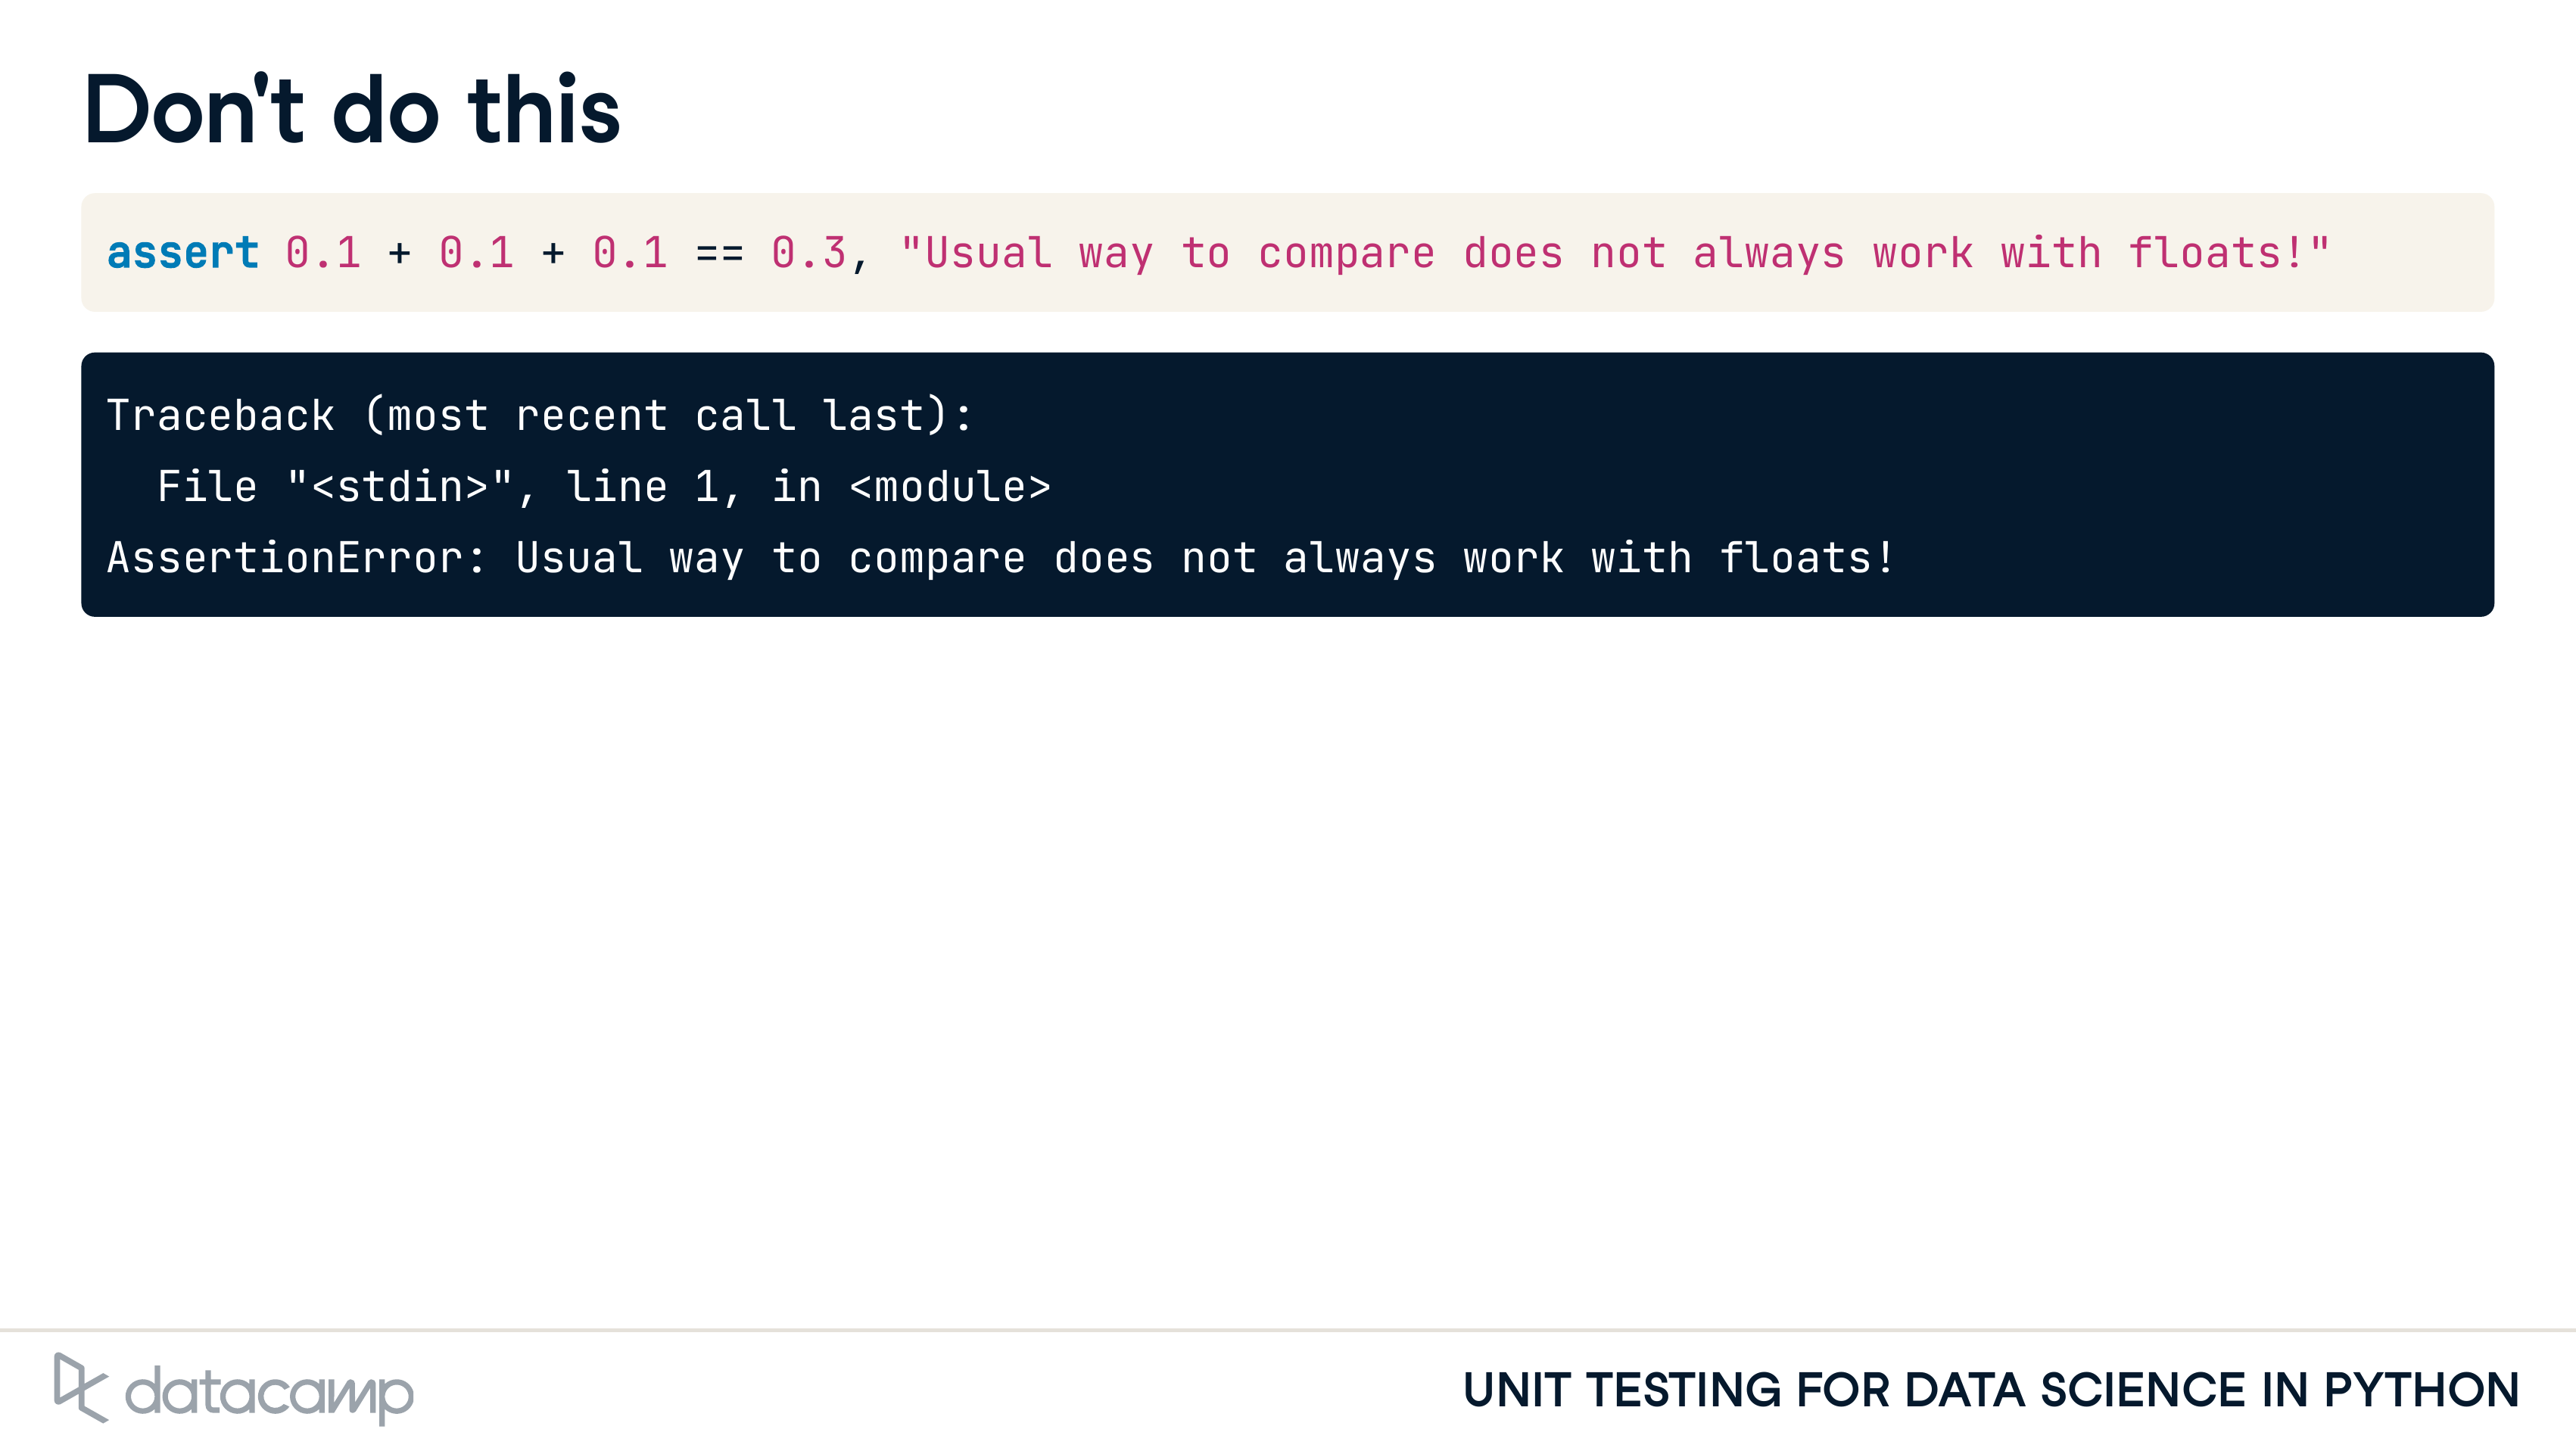 Don't do this
assert 0.1 + 0.1 + 0.1 == 0.3, "Usual way to compare does not always work with floats!"
Traceback (most recent call last):
  File "<stdin>", line 1, in <module>
AssertionError: Usual way to compare does not always work with floats!
datacamp
UNIT TESTING FOR DATA SCIENCE IN PYTHON